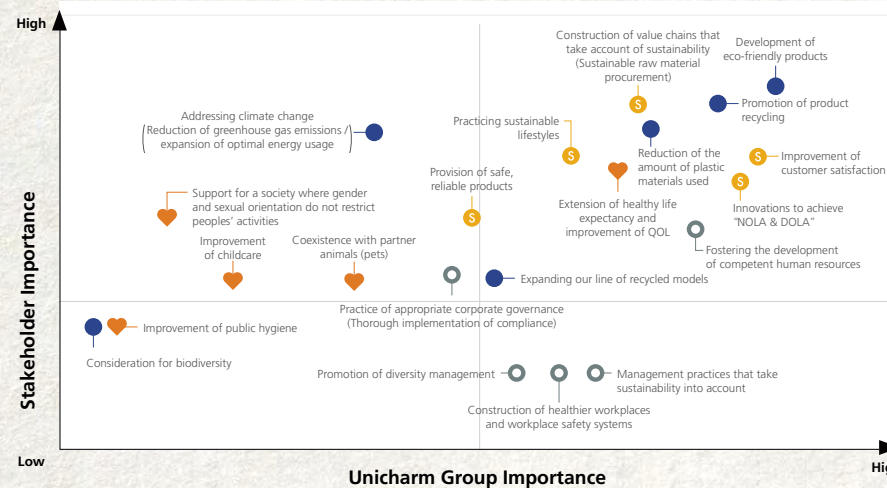 High
Construction of value chains that
take account of sustainability
(Sustainable raw material
procurement)
Development of
eco-friendly products
Addressing climate change
(Reduction of greenhouse gas emissions /
expansion of optimal energy usage)
Practicing sustainable
lifestyles
Promotion of product
recycling
Reduction of the
amount of plastic
materials used
Improvement of
customer satisfaction
Provision of safe,
reliable products
Support for a society where gender
and sexual orientation do not restrict
peoples’ activities
Extension of healthy life
expectancy and
improvement of QOL
Innovations to achieve
“NOLA & DOLA”
Improvement
of childcare
Coexistence with partner
animals (pets)
Fostering the development
of competent human resources
Expanding our line of recycled models
Practice of appropriate corporate governance
(Thorough implementation of compliance)
Improvement of public hygiene
Consideration for biodiversity
Promotion of diversity management
Management practices that take
sustainability into account
Construction of healthier workplaces
and workplace safety systems
Stakeholder Importance
Low
Unicharm Group Importance
S
S
S
S
S